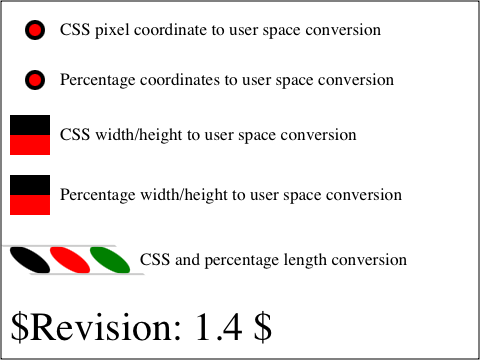 CSS pixel coordinate to user space conversion
Percentage coordinates to user space conversion
CSS width/height to user space conversion
Percentage width/height to user space conversion
CSS and percentage length conversion
$Revision: 1.4 $